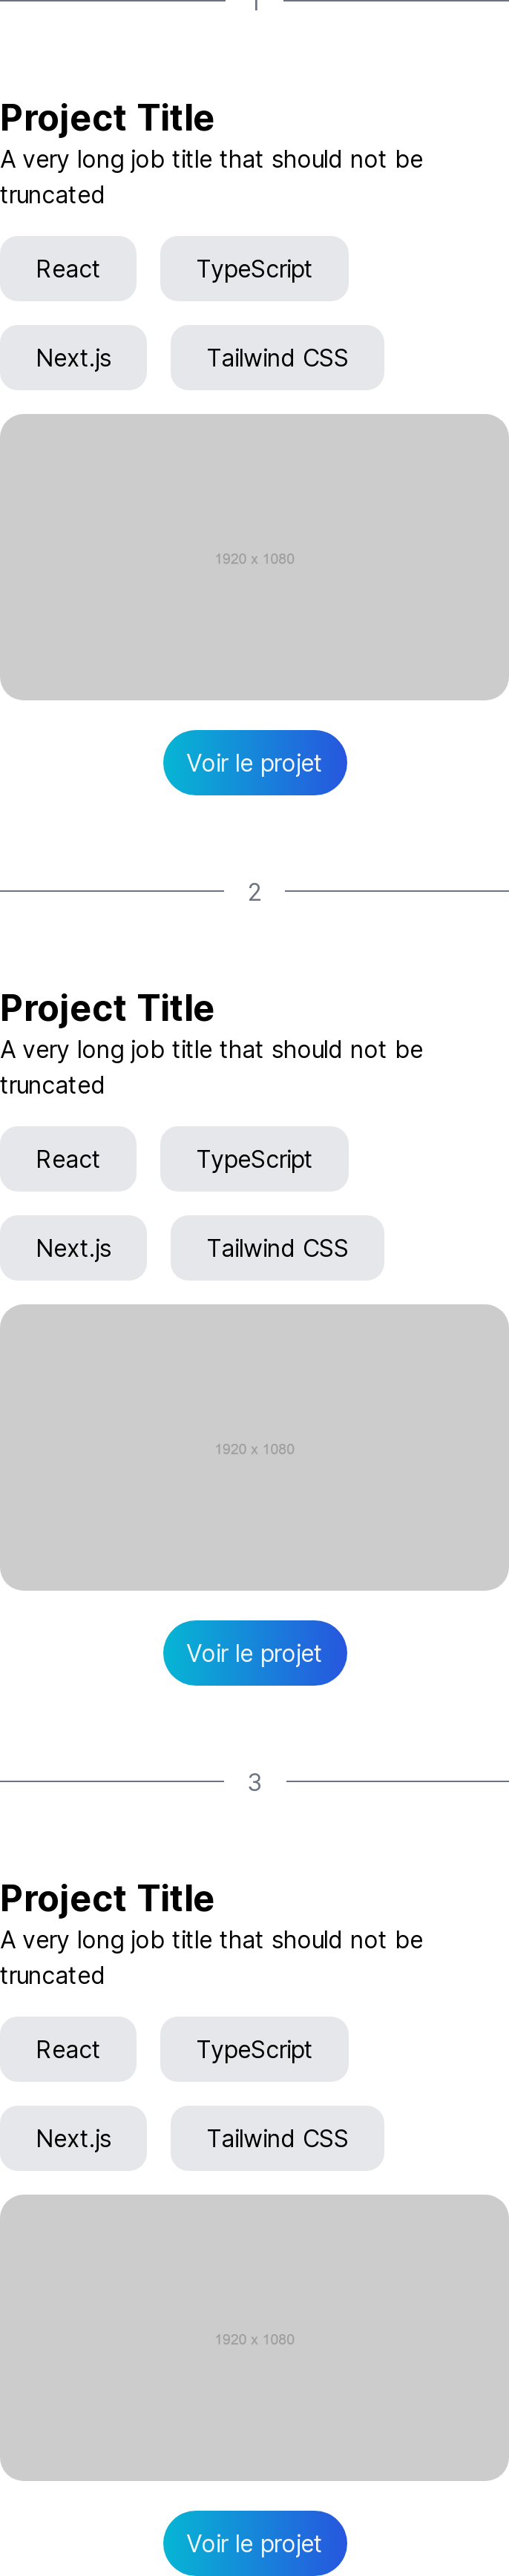 1
Project Title
A very long job title that should not be
truncated
React TypeScript
Next.js Tailwind CSS
1920 x 1080
Voir le projet
2
Project Title
A very long job title that should not be
truncated
React TypeScript
Next.js Tailwind CSS
1920 x 1080
Voir le projet
3
Project Title
A very long job title that should not be
truncated
React TypeScript
Next.js Tailwind CSS
1920 x 1080
Voir le projet